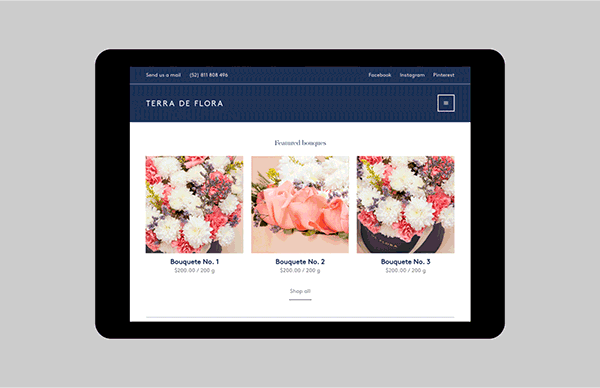 Send us a mail (52) 811 808 496 Facebook Instagram Pinterest
TERRA DE FLORA
Featured bouques
Bouquete No. 1 Bouquete No. 2 Bouquete No. 3
$200.00 / 200 g $200.00 / 200 g $200.00 / 200 g
Shop all